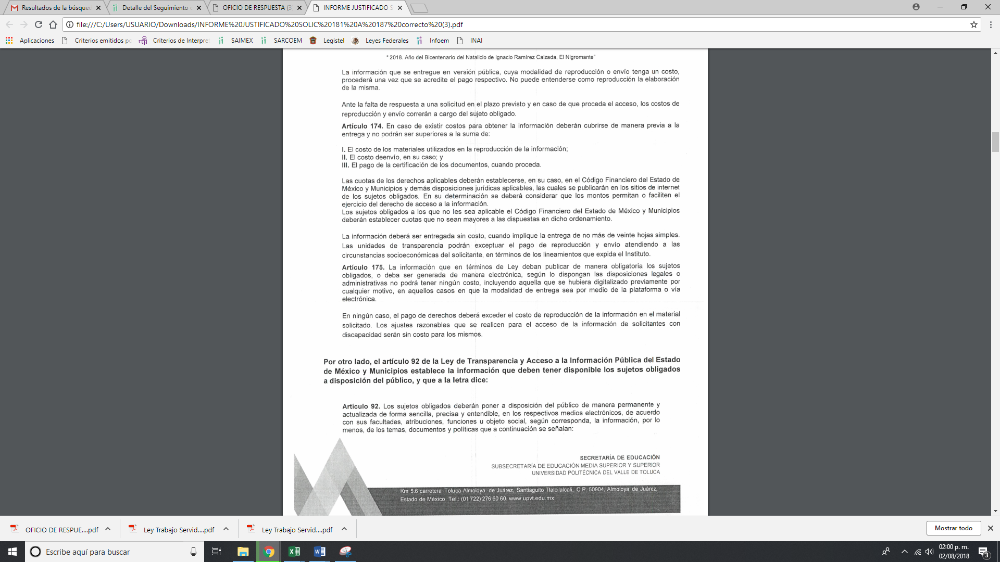 Resultados de la búsque
Detalle del Seguimiento
OFICIO DE RESPUESTA (3
INFORME JUSTIFICADO S
file:///C:/Users/USUARIO/Downloads/INFORME%20JUSTIFICADO%20SOLIC%20181%20A%20187%20correcto%20(3).pdf
Aplicaciones
Criterios emitidos po
Criterios de Interpret
SAIMEX
SARCOEM
Legistel
Leyes Federales
Infoem
INAI
“ 2018. Año del Bicentenario del Natalicio de Ignacio Ramírez Calzada, El Nigromante”
La información que se entregue en versión pública, cuya modalidad de reproducción o envío tenga un costo,
procederá una vez que se acredite el pago respectivo. No puede entenderse como reproducción la elaboración
de la misma.
Ante la falta de respuesta a una solicitud en el plazo previsto y en caso de que proceda el acceso, los costos de
reproducción y envío correrán a cargo del sujeto obligado.
Artículo 174. En caso de existir costos para obtener la información deberán cubrirse de manera previa a la
entrega y no podrán ser superiores a la suma de:
I. El costo de los materiales utilizados en la reproducción de la información;
II. El costo deenvío, en su caso; y
III. El pago de la certificación de los documentos, cuando proceda.
Las cuotas de los derechos aplicables deberán establecerse, en su caso, en el Código Financiero del Estado de
México y Municipios y demás disposiciones jurídicas aplicables, las cuales se publicarán en los sitios de internet
de los sujetos obligados. En su determinación se deberá considerar que los montos permitan o faciliten el
ejercicio del derecho de acceso a la información.
Los sujetos obligados a los que no les sea aplicable el Código Financiero del Estado de México y Municipios
deberán establecer cuotas que no sean mayores a las dispuestas en dicho ordenamiento.
La información deberá ser entregada sin costo, cuando implique la entrega de no más de veinte hojas simples.
Las unidades de transparencia podrán exceptuar el pago de reproducción y envío atendiendo a las
circunstancias socioeconómicas del solicitante, en términos de los lineamientos que expida el Instituto.
Artículo 175. La información que en términos de Ley deban publicar de manera obligatoria los sujetos
obligados, o deba ser generada de manera electrónica, según lo dispongan las disposiciones legales o
administrativas no podrá tener ningún costo, incluyendo aquella que se hubiera digitalizado previamente por
cualquier motivo, en aquellos casos en que la modalidad de entrega sea por medio de la plataforma o vía
electrónica.
En ningún caso, el pago de derechos deberá exceder el costo de reproducción de la información en el material
solicitado. Los ajustes razonables que se realicen para el acceso de la información de solicitantes con
discapacidad serán sin costo para los mismos.
Por otro lado, el artículo 92 de la Ley de Transparencia y Acceso a la Información Pública del Estado
de México y Municipios establece la información que deben tener disponible los sujetos obligados
a disposición del público, y que a la letra dice:
Artículo 92. Los sujetos obligados deberán poner a disposición del público de manera permanente y
actualizada de forma sencilla, precisa y entendible, en los respectivos medios electrónicos, de acuerdo
con sus facultades, atribuciones, funciones u objeto social, según corresponda, la información, por lo
menos, de los temas, documentos y políticas que a continuación se señalan:
SECRETARÍA DE EDUCACIÓN
SUBSECRETARÍA DE EDUCACIÓN MEDIA SUPERIOR Y SUPERIOR
UNIVERSIDAD POLITÉCNICA DEL VALLE DE TOLUCA
Km 5.6 carretera Toluca-Almoloya de Juárez, Santiaguito Tlalcilalcali, C.P. 50904, Almoloya de Juárez,
Estado de México. Tel.: (01 722) 276 60 60. www.upvt.edu.mx
OFICIO DE RESPUE....pdf
Ley Trabajo Servid....pdf
Ley Trabajo Servid....pdf
Mostrar todo
Escribe aquí para buscar
02:00 p. m.
02/08/2018
3